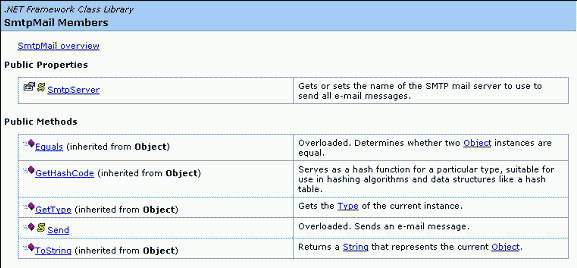 .NET Framework Class Library
SmtpMail Members
SmtpMail overview
Public Properties
SmtpServer
Gets or sets the name of the SMTP mail server to use to
send all e-mail messages.
Public Methods
Equals (inherited from Object)
Overloaded. Determines whether two Object instances are
equal.
GetHashCode (inherited from Object)
Serves as a hash function for a particular type, suitable for
use in hashing algorithms and data structures like a hash
table.
GetType (inherited from Object)
Gets the Type of the current instance.
Send
Overloaded. Sends an e-mail message.
ToString (inherited from Object)
Returns a String that represents the current Object.